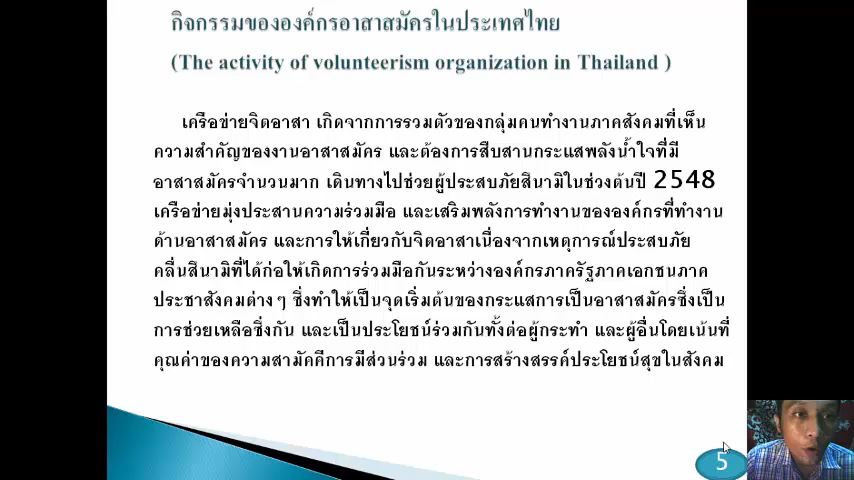 กิจกรรมขององค์กรอาสาสมัครในประเทศไทย
(The activity of volunteerism organization in Thailand )
เครือข่ายจิตอาสา เกิดจากการรวมตัวของกลุ่มคนทำงานภาคสังคมที่เห็น
ความสำคัญของงานอาสาสมัคร และต้องการสืบสานกระแสพลังน้ำใจที่มี
อาสาสมัครจำนวนมาก เดินทางไปช่วยผู้ประสบภัยสึนามิในช่วงต้นปี 2548
เครือข่ายมุ่งประสานความร่วมมือ และเสริมพลังการทำงานขององค์กรที่ทำงาน
ด้านอาสาสมัคร และการให้เกี่ยวกับจิตอาสาเนื่องจากเหตุการณ์ประสบภัย
คลื่นสึนามิที่ได้ก่อให้เกิดการร่วมมือกันระหว่างองค์กรภาครัฐภาคเอกชนภาค
ประชาสังคมต่าง ๆ ซึ่งทำให้เป็นจุดเริ่มต้นของกระแสการเป็นอาสาสมัครซึ่งเป็น
การช่วยเหลือซึ่งกัน และเป็นประโยชน์ร่วมกันทั้งต่อผู้กระทำ และผู้อื่นโดยเน้นที่
คุณค่าของความสามัคคีการมีส่วนร่วม และการสร้างสรรค์ประโยชน์สุขในสังคม
5